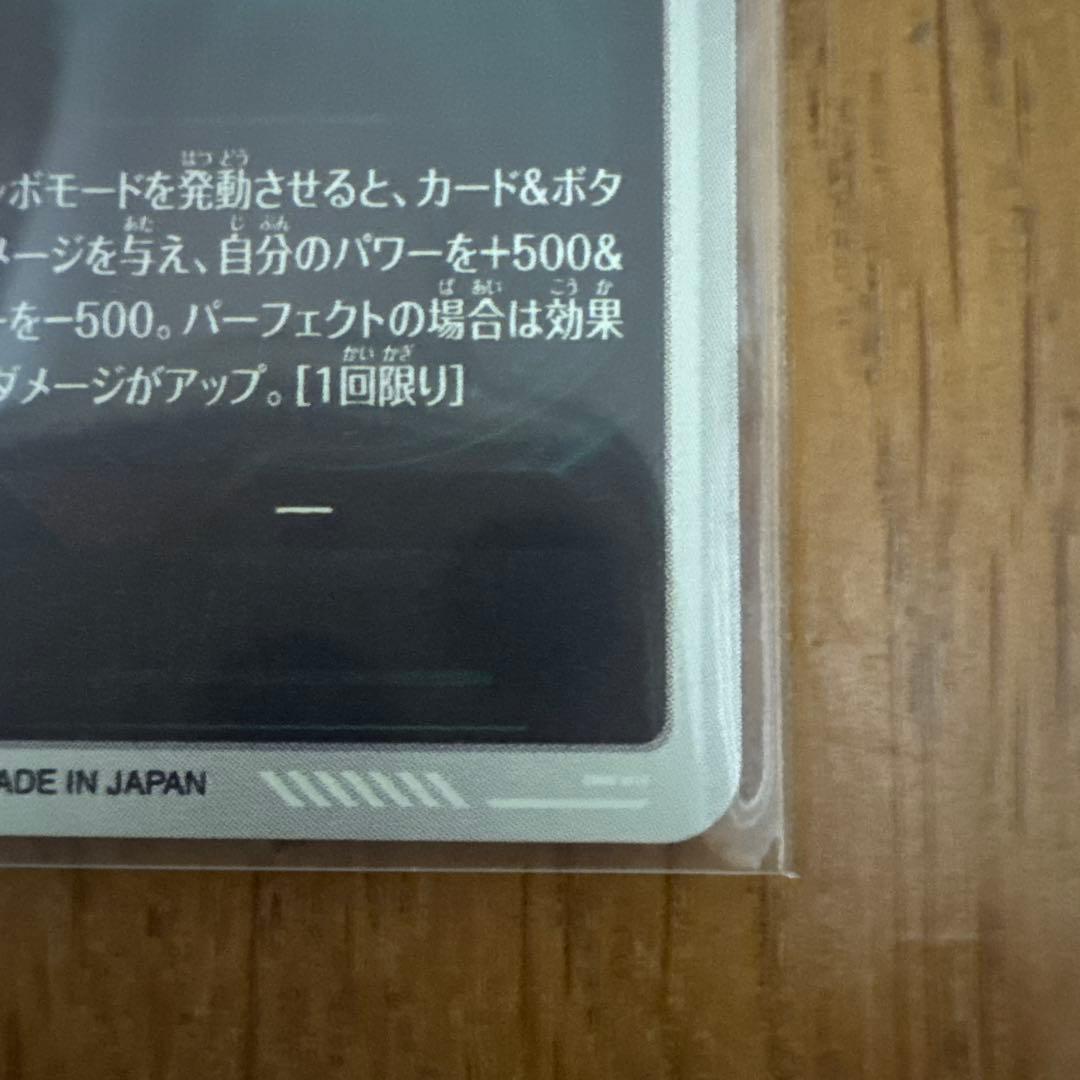 ッボモードを発動させると、カード&ボタ
メージを与え、自分のパワーを+500&
ーを−500。パーフェクトの場合は効果
ダメージがアップ。[1回限り]
ADE IN JAPAN